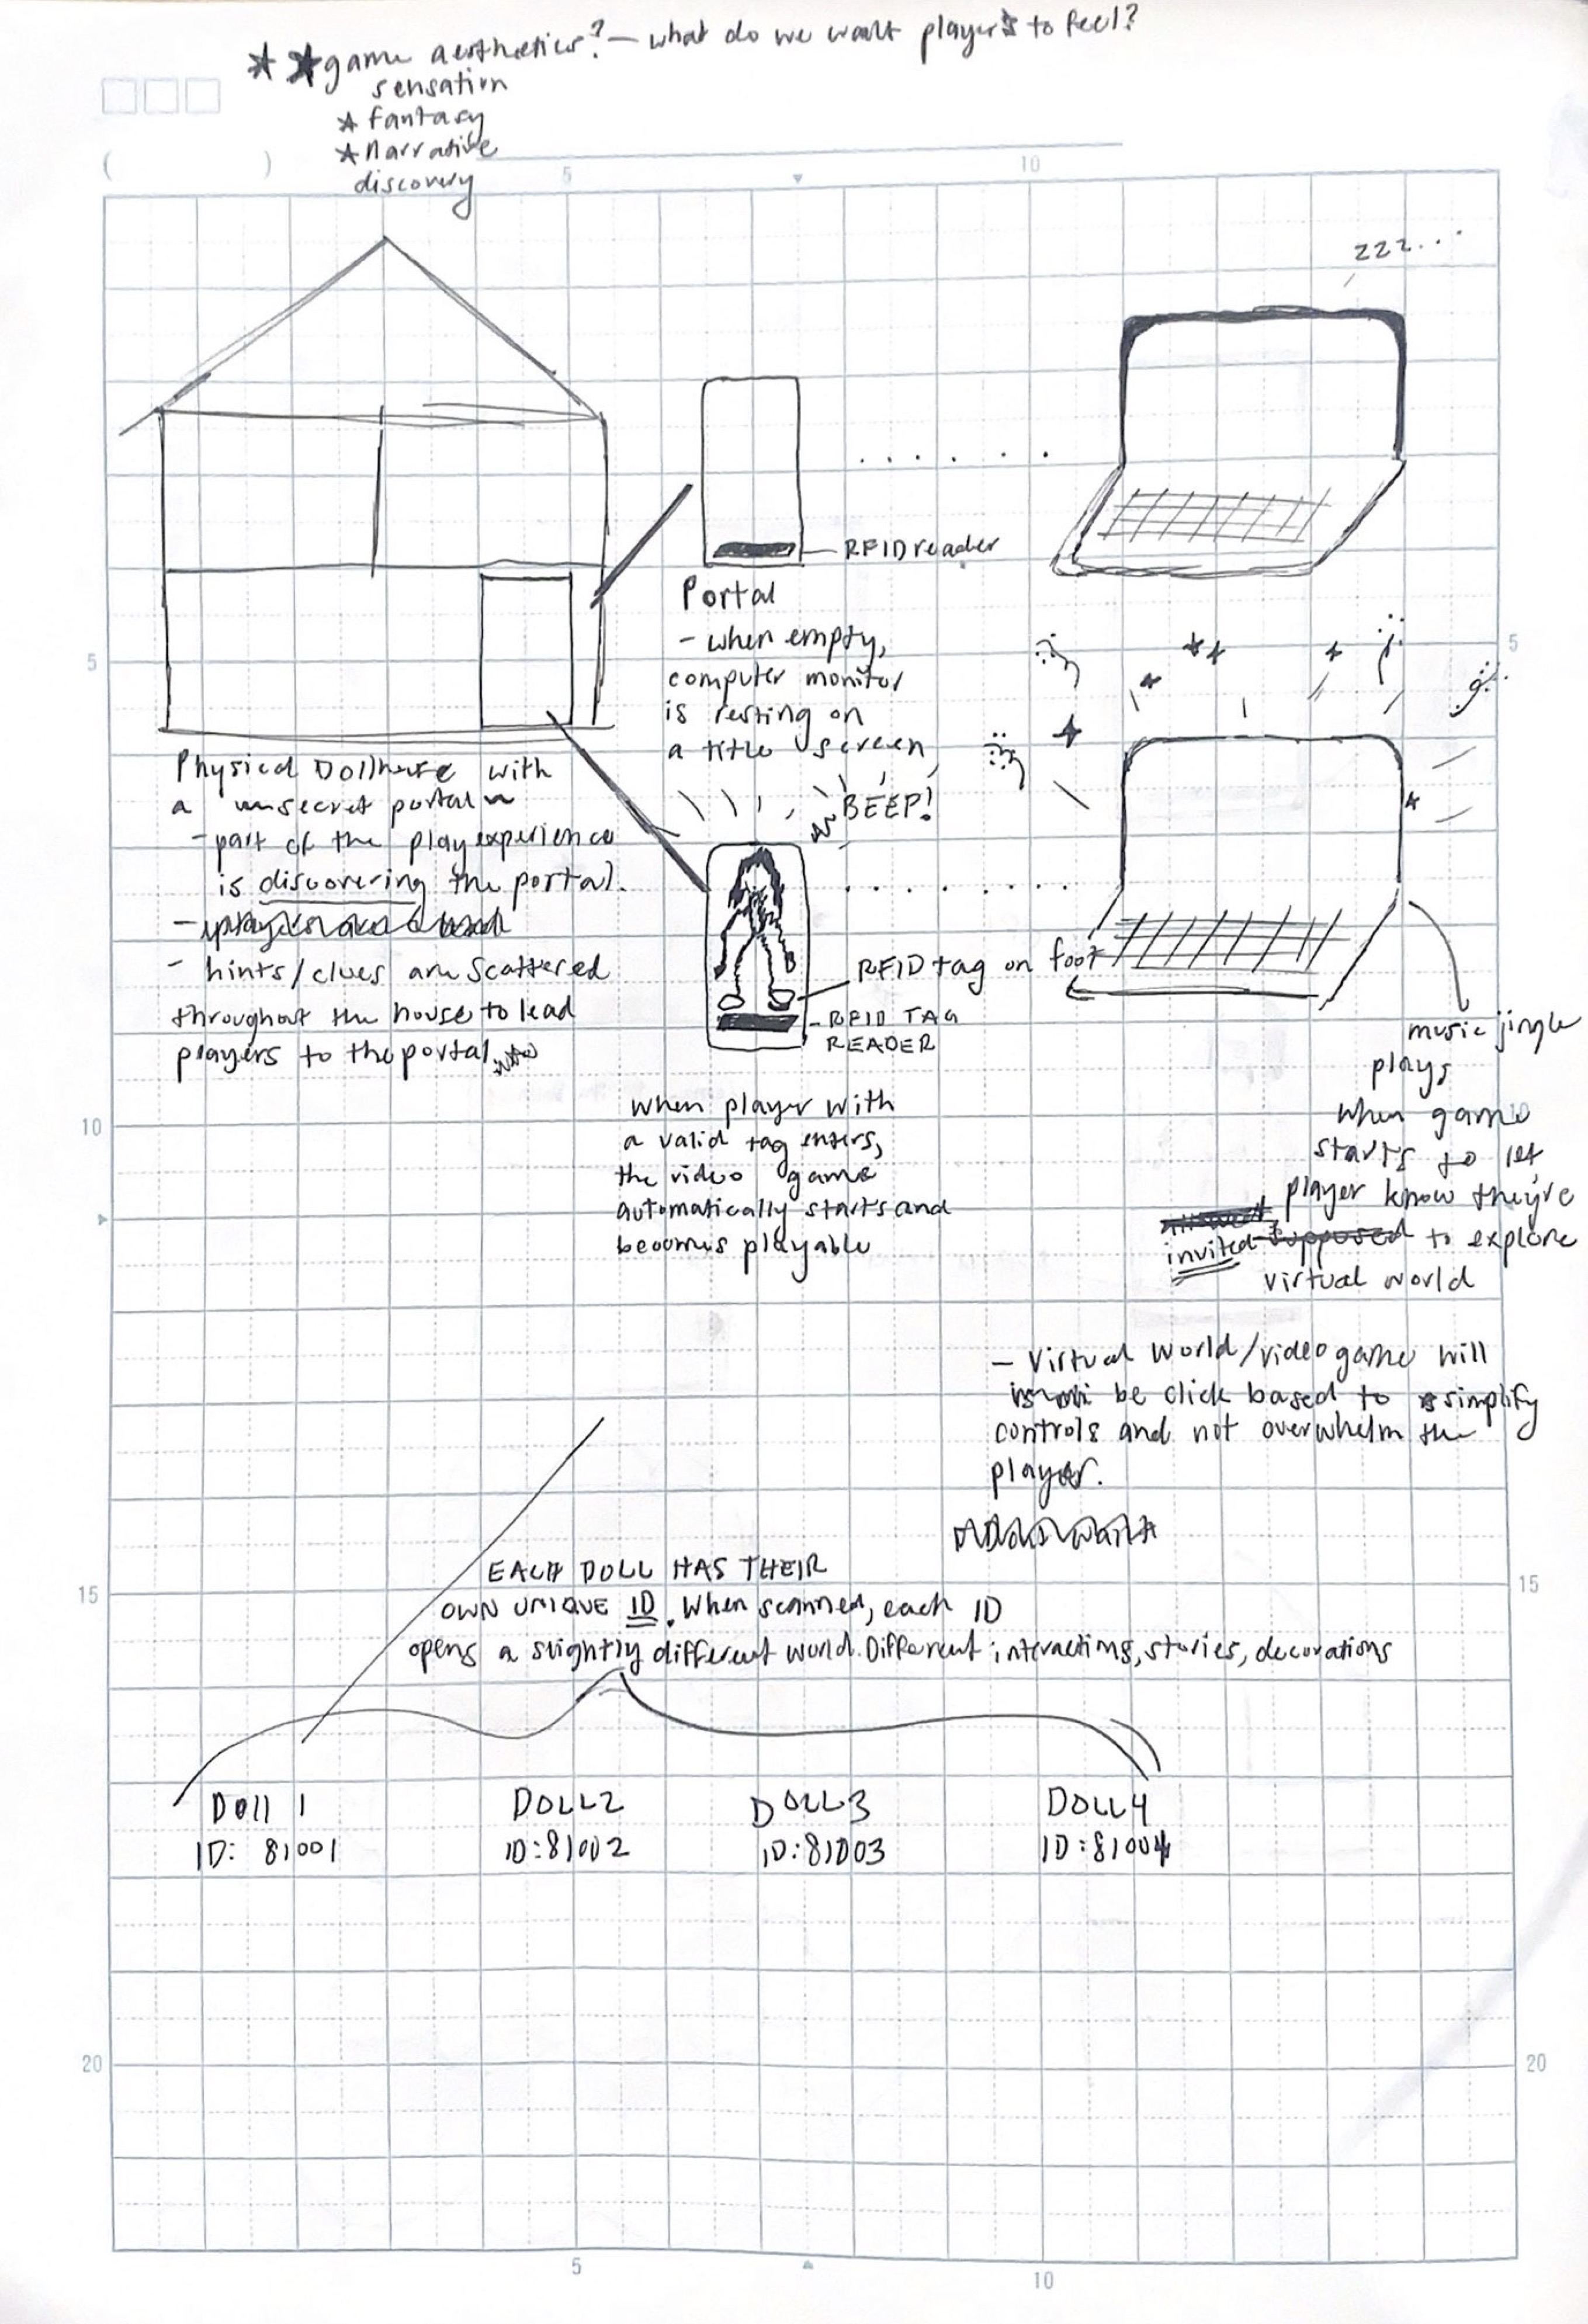 game aesthetics? — what do we want players to feel?
sensation
fantasy
narrative
discovery
( )
5
10
zzz...
RFID reader
Portal
- when empty,
computer monitor
is resting on
a title screen
5
5
Physical Dollhouse with
a secret portal
- part of the play experience
is discovering the portal.
- hints/clues are scattered
throughout the house to lead
players to the portal
BEEP!
RFID tag on foot
RFID TAG
READER
when player with
a valid tag enters,
the video game
automatically starts and
becomes playable
music jingle
plays
when game
starts to let
player know they're
invited supposed to explore
virtual world
10
10
- Virtual world/video game will
be click based to simplify
controls and not overwhelm the
player.
15
15
EACH DOLL HAS THEIR
OWN UNIQUE ID. When scanned, each ID
opens a slightly different world. Different interactions, stories, decorations
Doll 1
ID: 81001
DOLL2
ID:81002
DOLL3
ID:81003
DOLL4
ID:81004
20
20
5
10